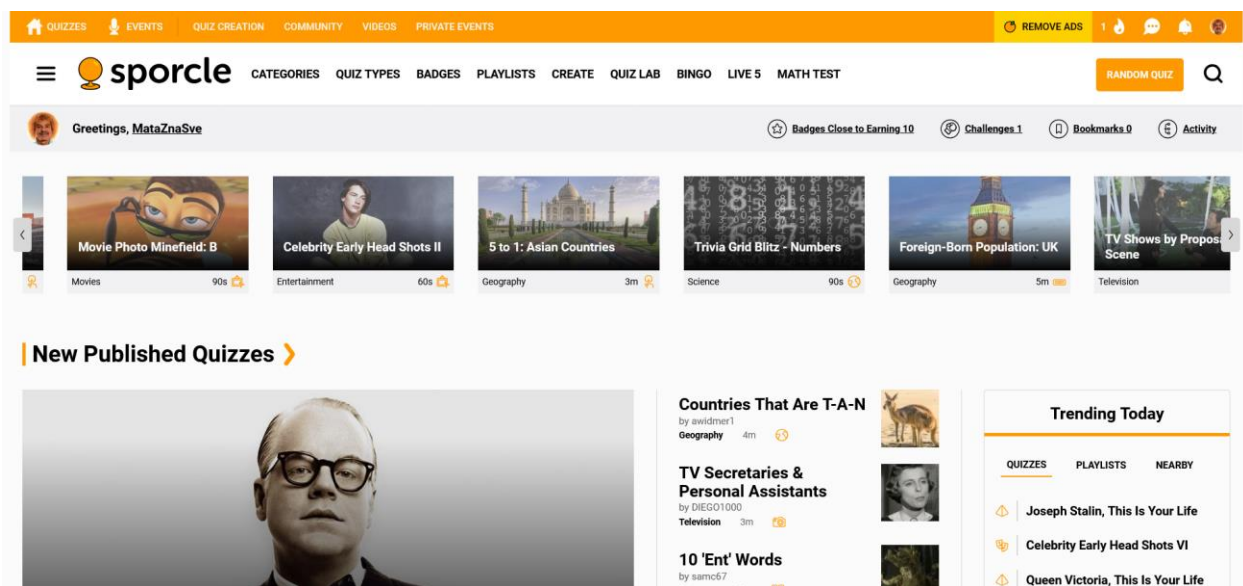 QUIZZES EVENTS QUIZ CREATION COMMUNITY VIDEOS PRIVATE EVENTS REMOVE ADS 1
sporcle CATEGORIES QUIZ TYPES BADGES PLAYLISTS CREATE QUIZ LAB BINGO LIVE 5 MATH TEST RANDOM QUIZ
Greetings, MataZnaSve Badges Close to Earning 10 Challenges 1 Bookmarks 0 Activity
Movie Photo Minefield: B
Movies 90s
Celebrity Early Head Shots II
Entertainment 60s
5 to 1: Asian Countries
Geography 3m
Trivia Grid Blitz - Numbers
Science 90s
Foreign-Born Population: UK
Geography 5m
TV Shows by
Scene
Television
New Published Quizzes
Countries That Are T-A-N
by awidmer1
Geography 4m
TV Secretaries &
Personal Assistants
by DIEGO1000
Television 3m
10 'Ent' Words
by samc67
Trending Today
QUIZZES PLAYLISTS NEARBY
Joseph Stalin, This Is Your Life
Celebrity Early Head Shots VI
Queen Victoria, This Is Your Life